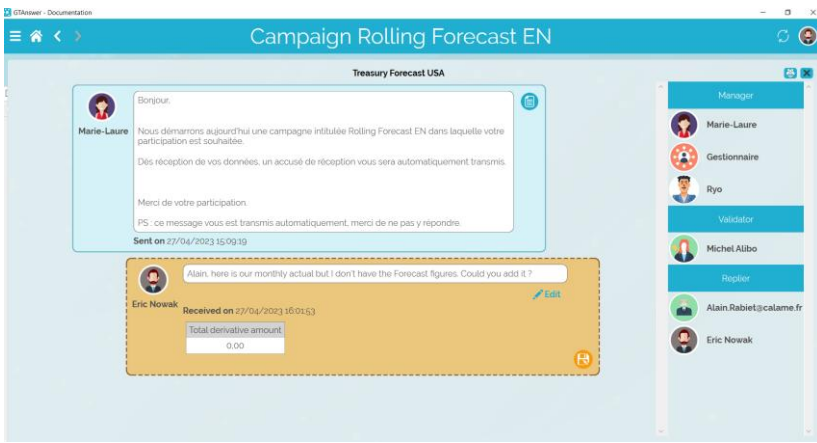 GTAnswer - Documentation
Campaign Rolling Forecast EN
Treasury Forecast USA
Marie-Laure
Bonjour,
Nous démarrons aujourd'hui une campagne intitulée Rolling Forecast EN dans laquelle votre
participation est souhaitée.
Dès réception de vos données, un accusé de réception vous sera automatiquement transmis.
Merci de votre participation.
PS : ce message vous est transmis automatiquement, merci de ne pas y répondre.
Sent on 27/04/2023 15:09:19
Eric Nowak
Alain, here is our monthly actual but I don't have the Forecast figures. Could you add it ?
Edit
Received on 27/04/2023 16:01:53
Total derivative amount
0.00
Manager
Marie-Laure
Gestionnaire
Ryo
Validator
Michel Alibo
Replier
Alain.Rabiet@calame.fr
Eric Nowak